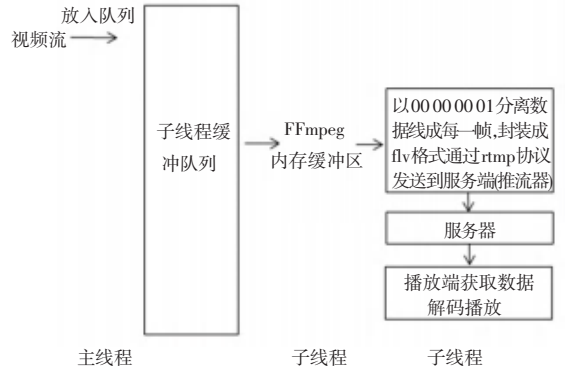 放入队列
视频流
子线程缓
冲队列
FFmpeg
内存缓冲区
以00 00 00 01分离数
据线成每一帧,封装成
flv格式通过rtmp协议
发送到服务端(推流器)
服务器
播放端获取数据
解码播放
主线程
子线程
子线程